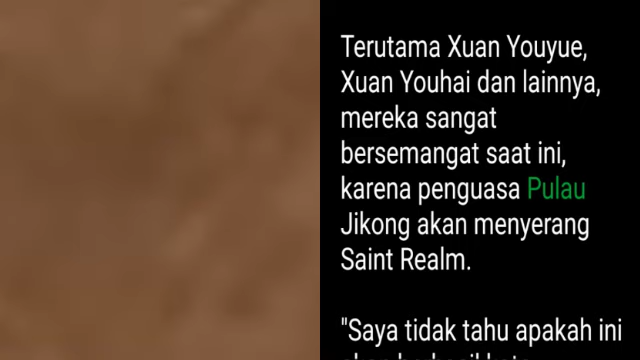 Terutama Xuan Youyue,
Xuan Youhai dan lainnya,
mereka sangat
bersemangat saat ini,
karena penguasa Pulau
Jikong akan menyerang
Saint Realm.
"Saya tidak tahu apakah ini